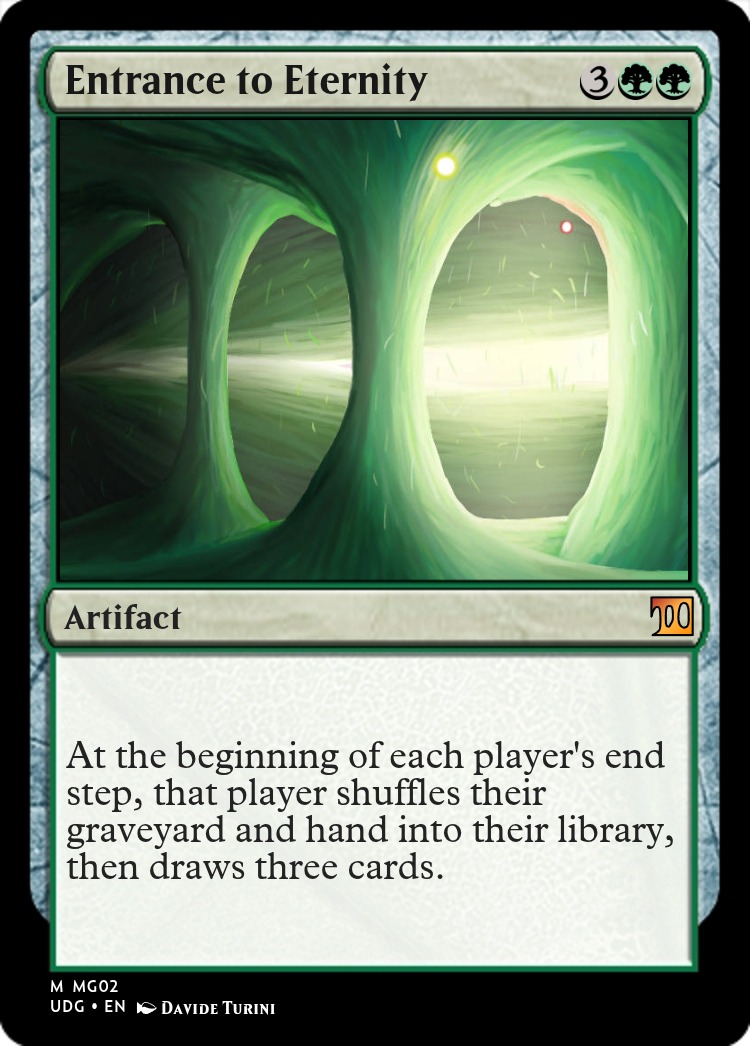 Entrance to Eternity 3
Artifact
At the beginning of each player's end
step, that player shuffles their
graveyard and hand into their library,
then draws three cards.
M MG02
UDG • EN Davide Turini